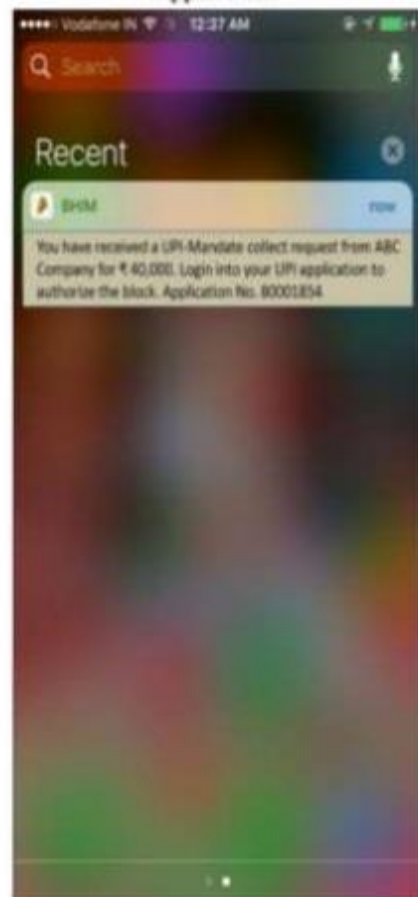 Vodafone IN 12:37 AM
Search
Recent
BHIM now
You have received a UPI-Mandate collect request from ABC
Company for ₹ 40,000. Login into your UPI application to
authorize the block. Application No. 80001854